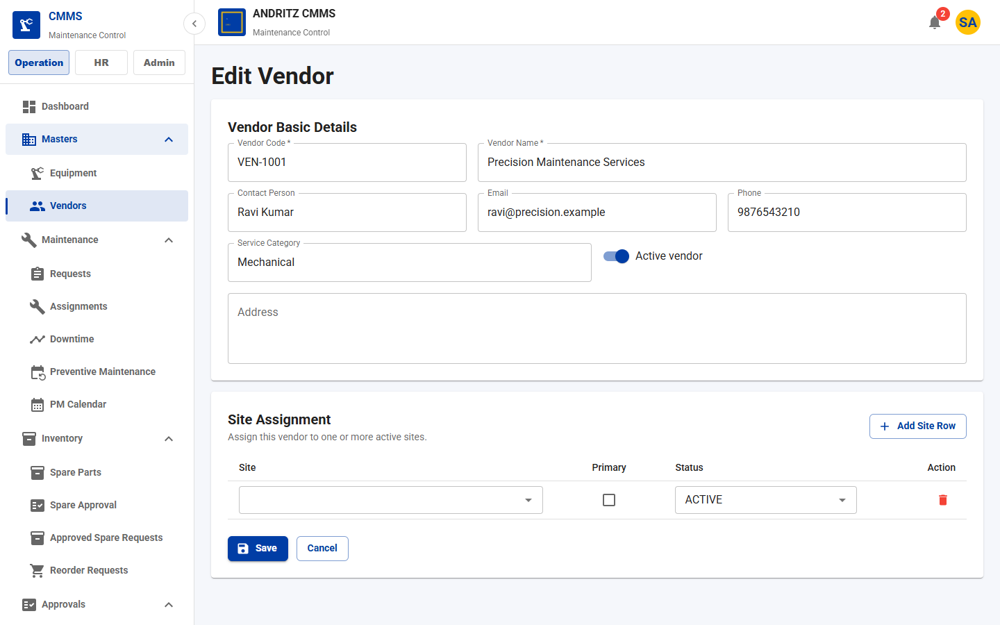 CMMS
Maintenance Control
Operation
HR
Admin
Dashboard
Masters
Equipment
Vendors
Maintenance
Requests
Assignments
Downtime
Preventive Maintenance
PM Calendar
Inventory
Spare Parts
Spare Approval
Approved Spare Requests
Reorder Requests
Approvals
ANDRITZ CMMS
Maintenance Control
2
SA
Edit Vendor
Vendor Basic Details
Vendor Code *
VEN-1001
Vendor Name *
Precision Maintenance Services
Contact Person
Ravi Kumar
Email
ravi@precision.example
Phone
9876543210
Service Category
Mechanical
Active vendor
Address
Site Assignment
Assign this vendor to one or more active sites.
Add Site Row
Site
Primary
Status
Action
ACTIVE
Save
Cancel